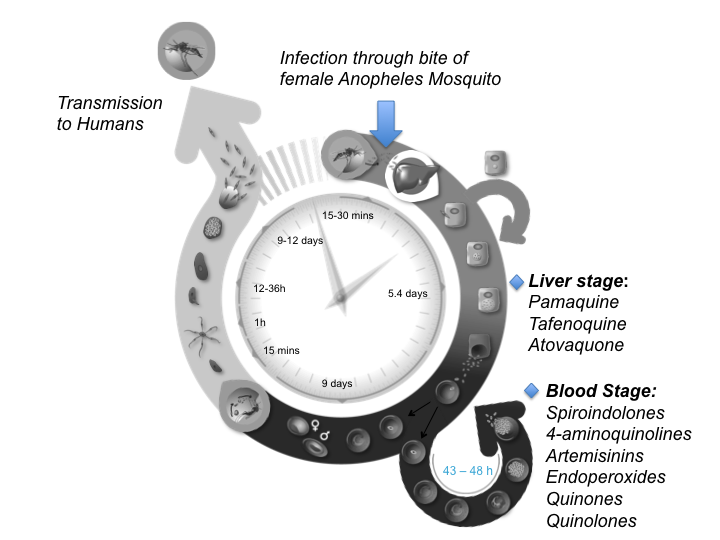 Infection through bite of
female Anopheles Mosquito
Transmission
to Humans
15-30 mins
9-12 days
12-36h
5.4 days
1h
15 mins
9 days
Liver stage:
Pamaquine
Tafenoquine
Atovaquone
Blood Stage:
Spiroindolones
4-aminoquinolines
Artemisinins
Endoperoxides
Quinones
Quinolones
♀
♂
43 – 48 h